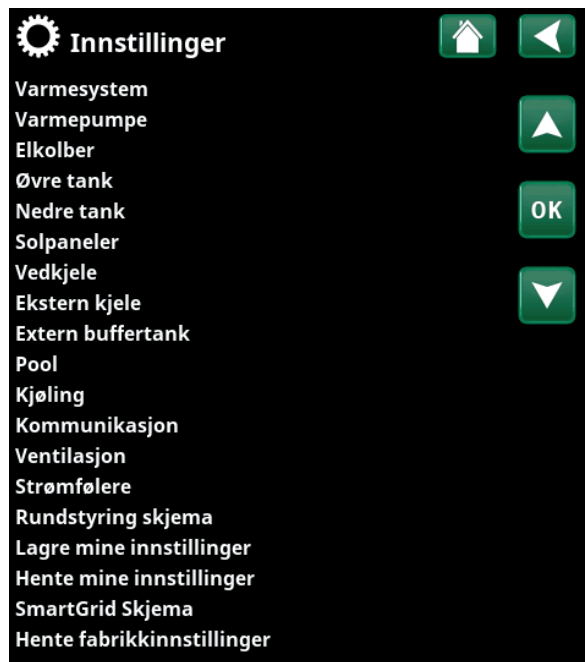 Innstillinger
Varmesystem
Varmepumpe
Elkolber
Øvre tank
Nedre tank
OK
Solpaneler
Vedkjele
Ekstern kjele
Extern buffertank
Pool
Kjøling
Kommunikasjon
Ventilasjon
Strømfølere
Rundstyring skjema
Lagre mine innstillinger
Hente mine innstillinger
SmartGrid Skjema
Hente fabrikkinnstillinger